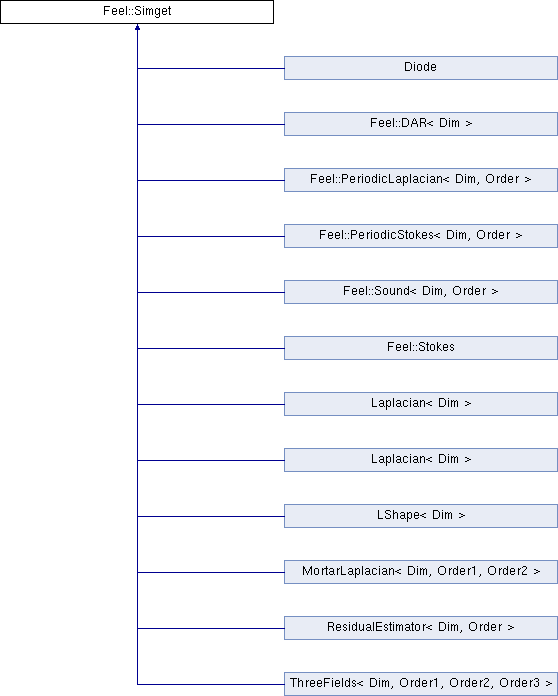 Feel::Simget
Diode
Feel::DAR< Dim >
Feel::PeriodicLaplacian< Dim, Order >
Feel::PeriodicStokes< Dim, Order >
Feel::Sound< Dim, Order >
Feel::Stokes
Laplacian< Dim >
Laplacian< Dim >
LShape< Dim >
MortarLaplacian< Dim, Order1, Order2 >
ResidualEstimator< Dim, Order >
ThreeFields< Dim, Order1, Order2, Order3 >